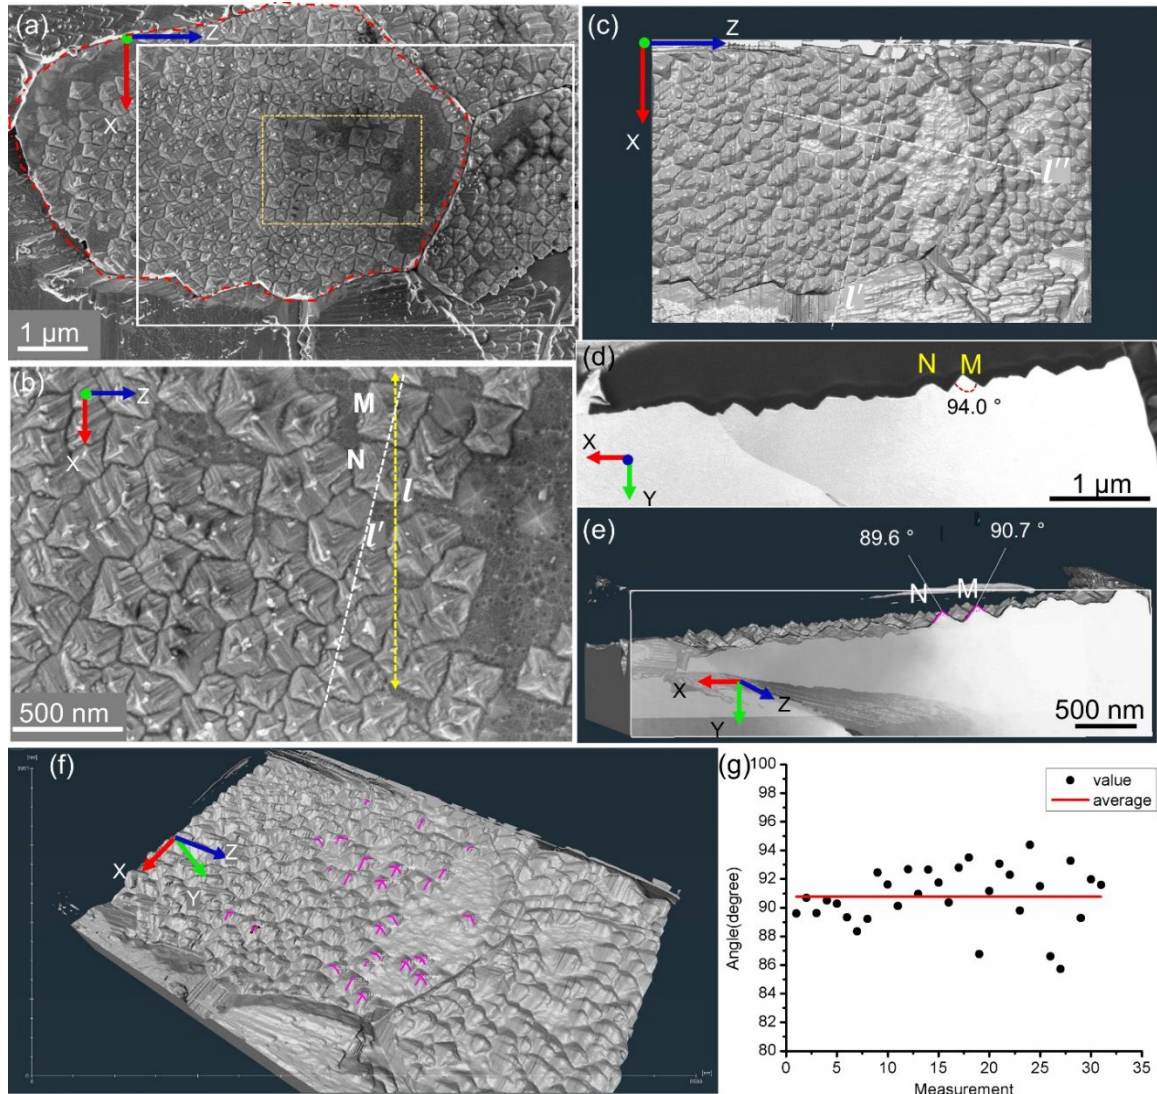 (a)
Z
X
1 μm
(b)
Z
X
M
N
l
l'
500 nm
(c)
Z
X
l''
l'
(d)
N
M
94.0 °
X
Y
1 μm
(e)
89.6 °
90.7 °
N
M
X
Z
Y
500 nm
(f)
X
Z
Y
0
(g)
100
98
96
94
92
90
88
86
84
82
80
Angle(degree)
value
average
0
5
10
15
20
25
30
35
Measurement